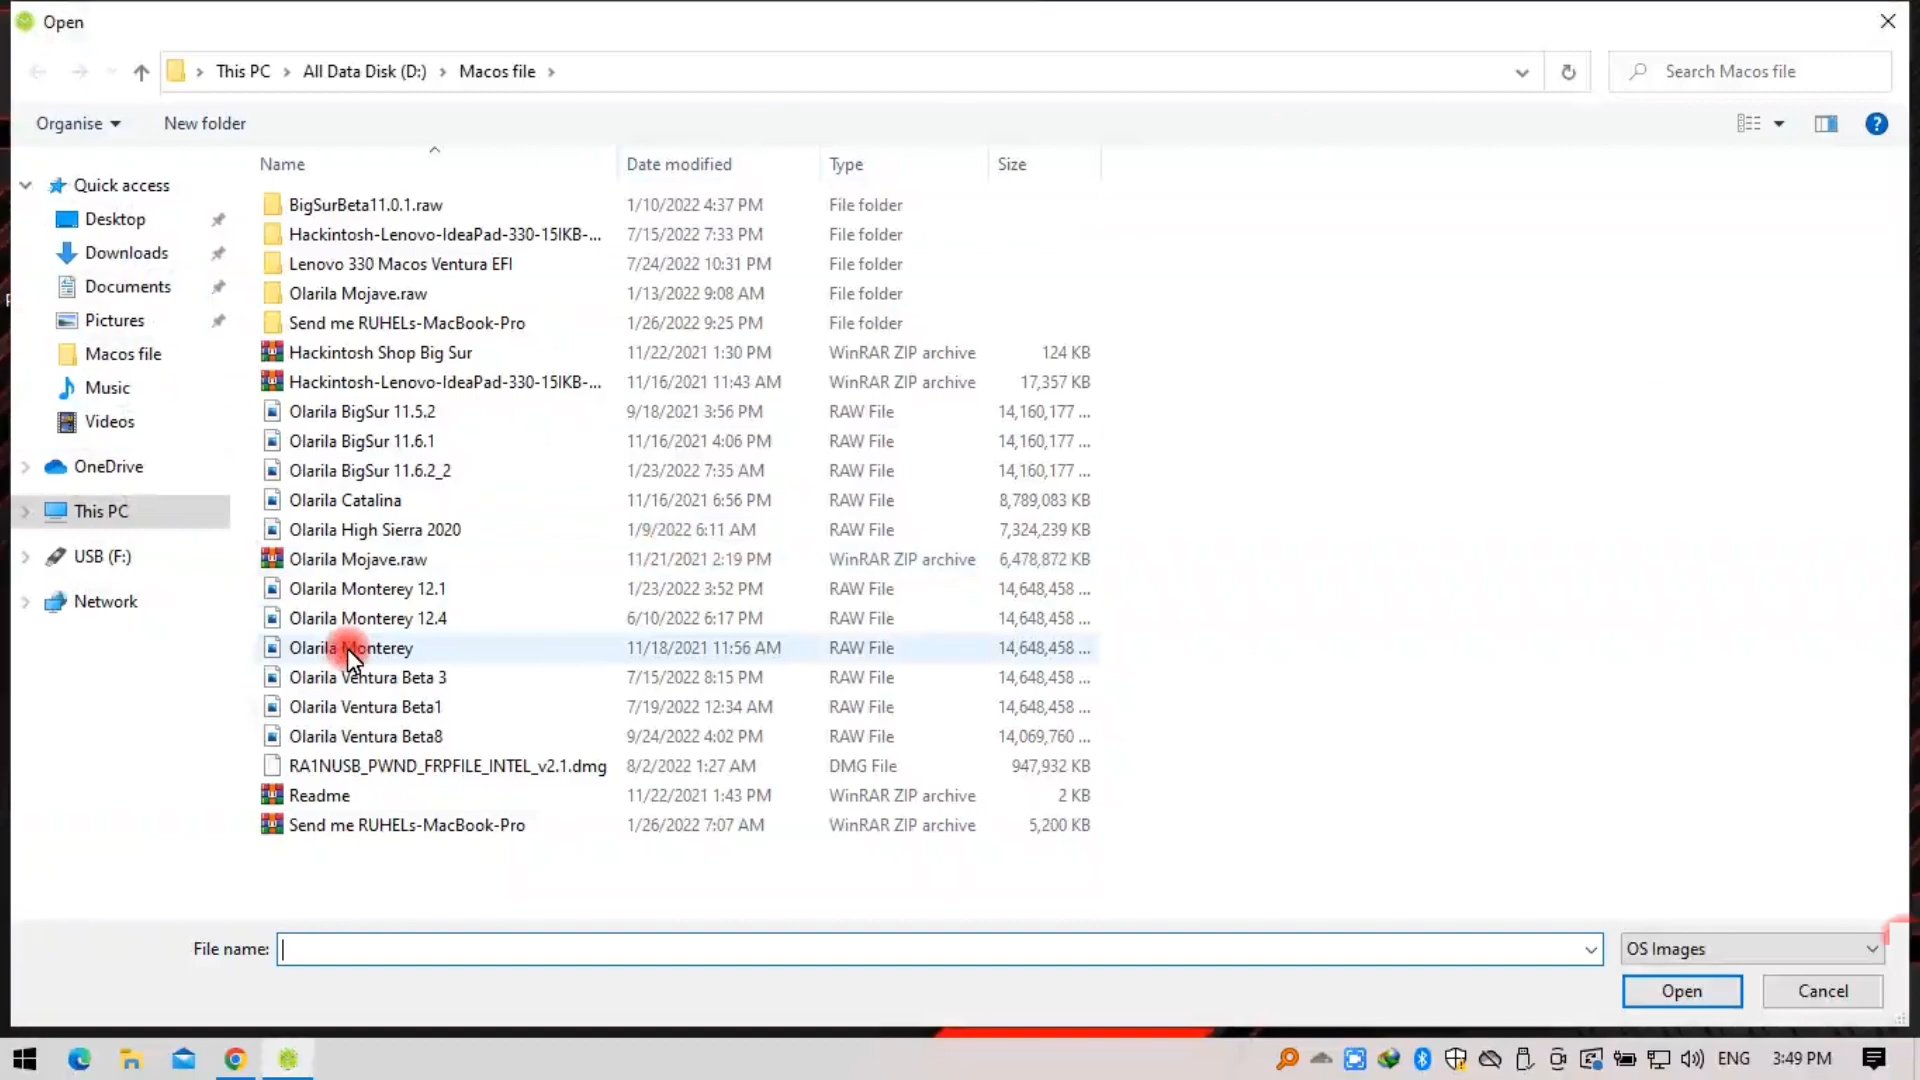 Open
This PC > All Data Disk (D:) > Macos file >
Search Macos file
Organise
New folder
Name Date modified Type Size
Quick access
Desktop
Downloads
Documents
Pictures
Macos file
Music
Videos
OneDrive
This PC
USB (F:)
Network
BigSurBeta11.0.1.raw 1/10/2022 4:37 PM File folder
Hackintosh-Lenovo-IdeaPad-330-15IKB-... 7/15/2022 7:33 PM File folder
Lenovo 330 Macos Ventura EFI 7/24/2022 10:31 PM File folder
Olarila Mojave.raw 1/13/2022 9:08 AM File folder
Send me RUHELs-MacBook-Pro 1/26/2022 9:25 PM File folder
Hackintosh Shop Big Sur 11/22/2021 1:30 PM WinRAR ZIP archive 124 KB
Hackintosh-Lenovo-IdeaPad-330-15IKB-... 11/16/2021 11:43 AM WinRAR ZIP archive 17,357 KB
Olarila BigSur 11.5.2 9/18/2021 3:56 PM RAW File 14,160,177 ...
Olarila BigSur 11.6.1 11/16/2021 4:06 PM RAW File 14,160,177 ...
Olarila BigSur 11.6.2_2 1/23/2022 7:35 AM RAW File 14,160,177 ...
Olarila Catalina 11/16/2021 6:56 PM RAW File 8,789,083 KB
Olarila High Sierra 2020 1/9/2022 6:11 AM RAW File 7,324,239 KB
Olarila Mojave.raw 11/21/2021 2:19 PM WinRAR ZIP archive 6,478,872 KB
Olarila Monterey 12.1 1/23/2022 3:52 PM RAW File 14,648,458 ...
Olarila Monterey 12.4 6/10/2022 6:17 PM RAW File 14,648,458 ...
Olarila Monterey 11/18/2021 11:56 AM RAW File 14,648,458 ...
Olarila Ventura Beta 3 7/15/2022 8:15 PM RAW File 14,648,458 ...
Olarila Ventura Beta1 7/19/2022 12:34 AM RAW File 14,648,458 ...
Olarila Ventura Beta8 9/24/2022 4:02 PM RAW File 14,069,760 ...
RA1NUSB_PWND_FRPFILE_INTEL_v2.1.dmg 8/2/2022 1:27 AM DMG File 947,932 KB
Readme 11/22/2021 1:43 PM WinRAR ZIP archive 2 KB
Send me RUHELs-MacBook-Pro 1/26/2022 7:07 AM WinRAR ZIP archive 5,200 KB
File name:
OS Images
Open
Cancel
ENG
3:49 PM